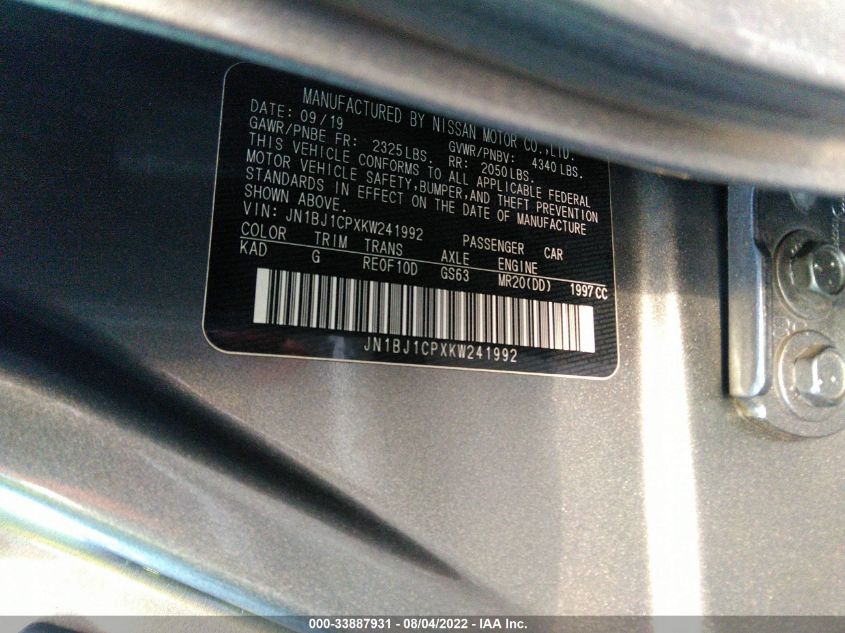 MANUFACTURED BY NISSAN MOTOR CO.,LTD.
DATE: 09/19 GVWR/PNBV: 4340 LBS.
GAWR/PNBE FR: 2325LBS. RR: 2050LBS.
THIS VEHICLE CONFORMS TO ALL APPLICABLE FEDERAL
MOTOR VEHICLE SAFETY,BUMPER,AND THEFT PREVENTION
STANDARDS IN EFFECT ON THE DATE OF MANUFACTURE
SHOWN ABOVE.
VIN: JN1BJ1CPXKW241992 PASSENGER CAR
COLOR TRIM TRANS AXLE ENGINE
KAD G RE0F10D GS63 MR20(DD) 1997CC
JN1BJ1CPXKW241992
000-33887931 - 08/04/2022 - IAA Inc.